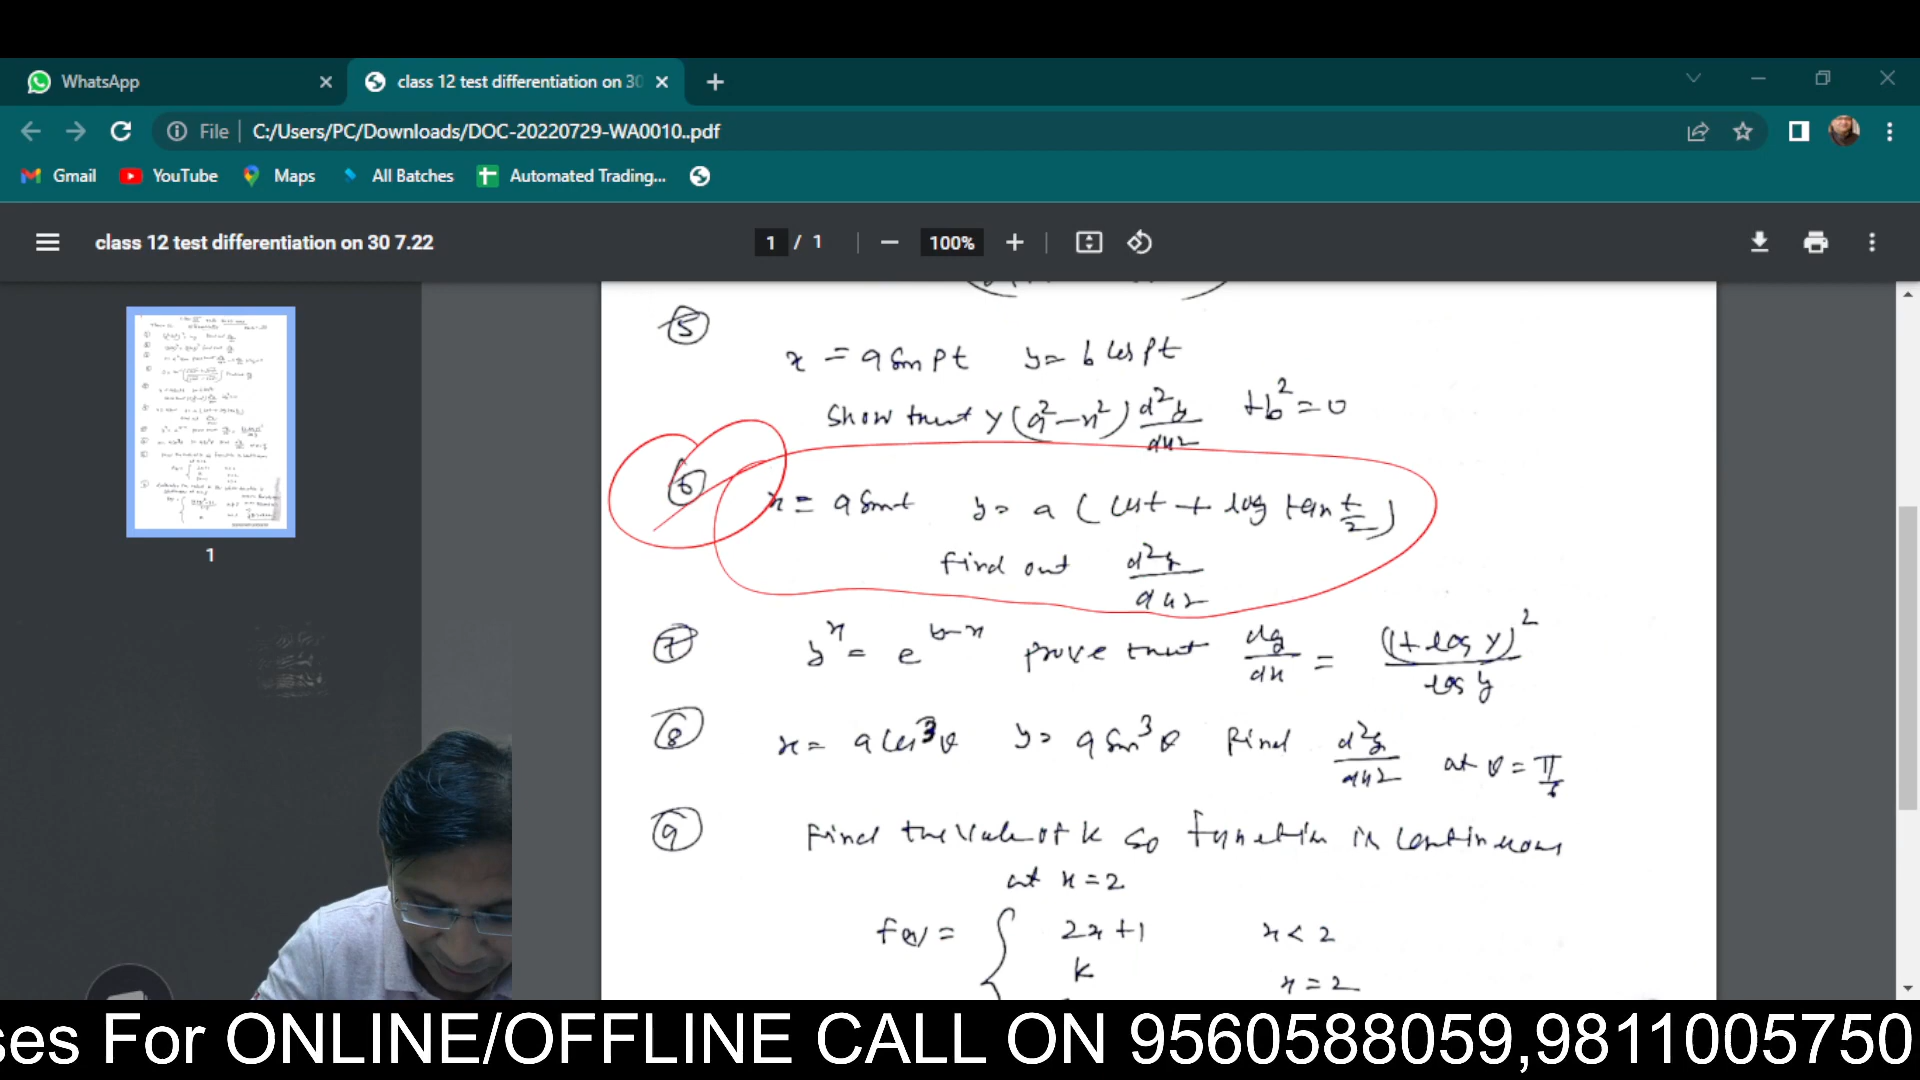 WhatsApp
class 12 test differentiation on 30
File C:/Users/PC/Downloads/DOC-20220729-WA0010..pdf
Gmail YouTube Maps All Batches Automated Trading...
class 12 test differentiation on 30 7.22
1 / 1 100%
5
x = a sin pt y = b cos pt
Show that y(a²-x²) d²y/dx² + b² = 0
6
x = a sin t y = a (cos t + log tan t/2)
find out d²y/dx²
7 y^x = e^(y-x) prove that dy/dx = (1+log y)²/log y
8 x = a cos³θ y = a sin³θ find d²y/dx² at θ = π/6
9 find the value of k so function is continuous
at x = 2
f(x) = { 2x+1 x < 2
k x = 2
1
ses For ONLINE/OFFLINE CALL ON 9560588059,9811005750